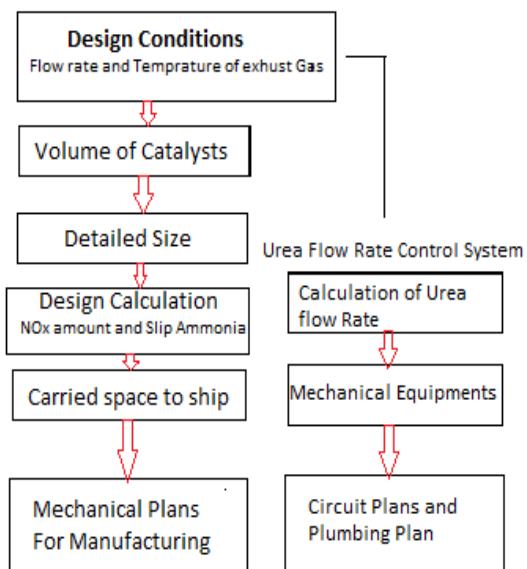 Design Conditions
Flow rate and Temprature of exhust Gas
Volume of Catalysts
Detailed Size
Design Calculation
NOx amount and Slip Ammonia
Carried space to ship
Mechanical Plans
For Manufacturing
Urea Flow Rate Control System
Calculation of Urea
flow Rate
Mechanical Equipments
Circuit Plans and
Plumbing Plan